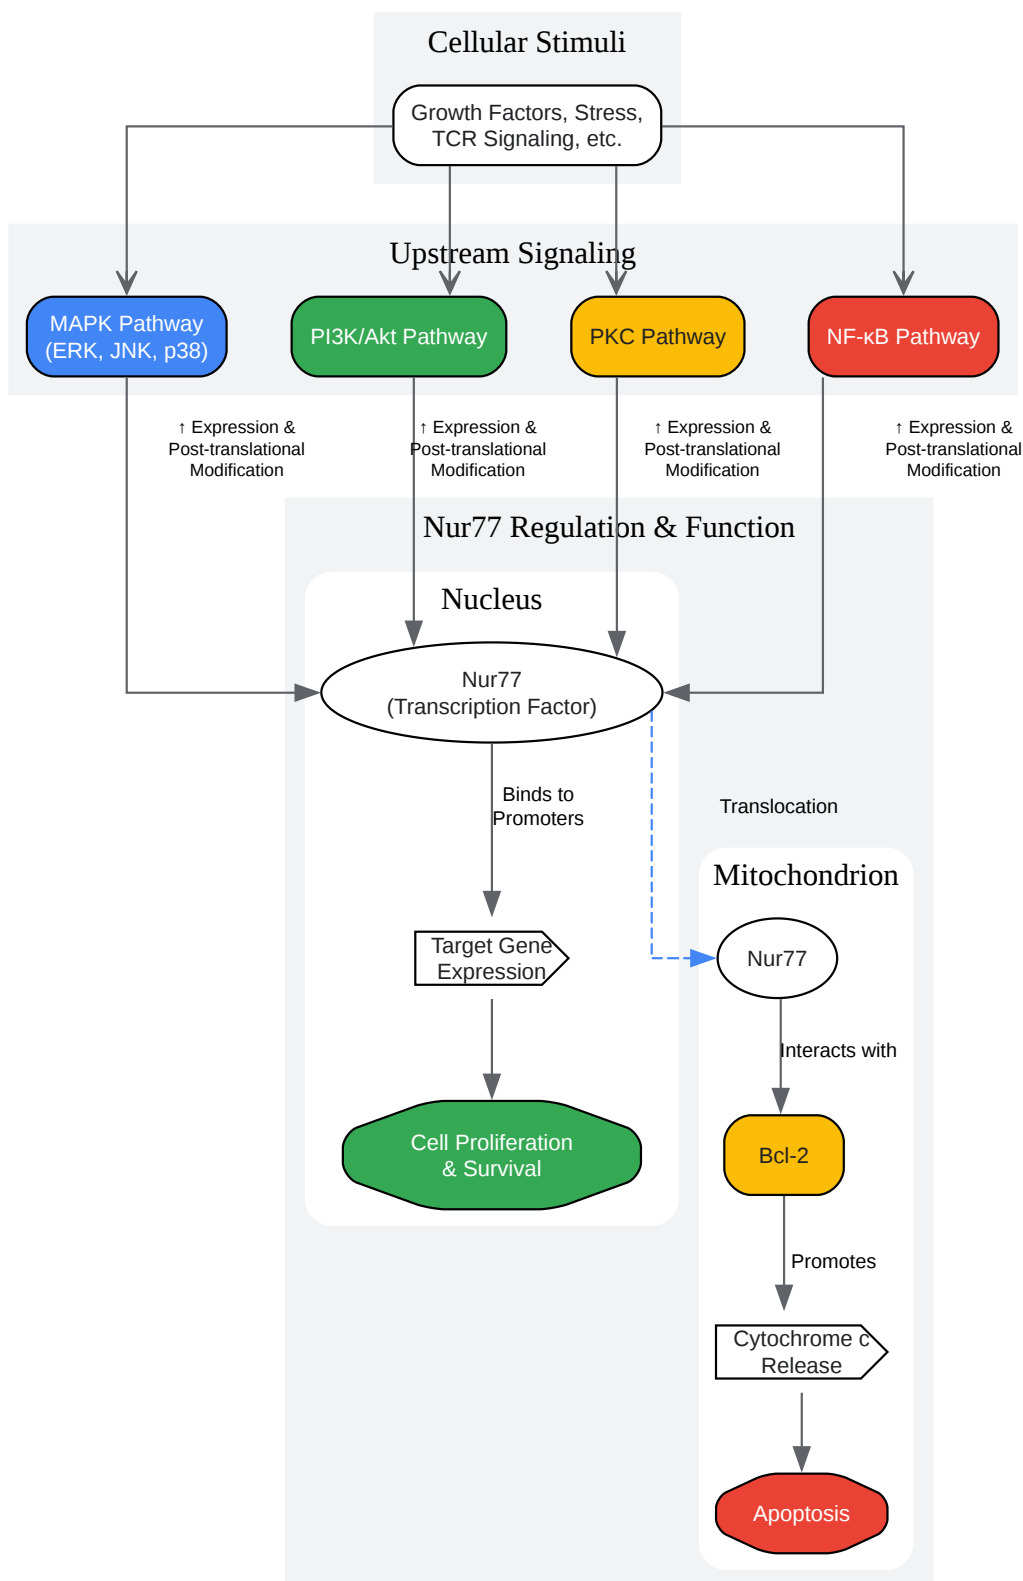 Cellular Stimuli
Growth Factors, Stress,
TCR Signaling, etc.
Upstream Signaling
MAPK Pathway
(ERK, JNK, p38)
PI3K/Akt Pathway
PKC Pathway
NF-κB Pathway
↑ Expression &
Post-translational
Modification
↑ Expression &
Post-translational
Modification
↑ Expression &
Post-translational
Modification
↑ Expression &
Post-translational
Modification
Nur77 Regulation & Function
Nucleus
Nur77
(Transcription Factor)
Binds to
Promoters
Translocation
Mitochondrion
Target Gene
Expression
Nur77
Interacts with
Cell Proliferation
& Survival
Bcl-2
Promotes
Cytochrome c
Release
Apoptosis